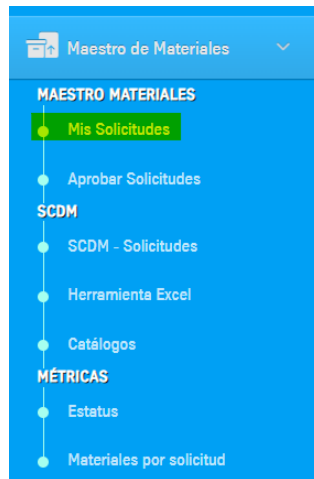 Maestro de Materiales
MAESTRO MATERIALES
Mis Solicitudes
Aprobar Solicitudes
SCDM
SCDM - Solicitudes
Herramienta Excel
Catálogos
MÉTRICAS
Estatus
Materiales por solicitud